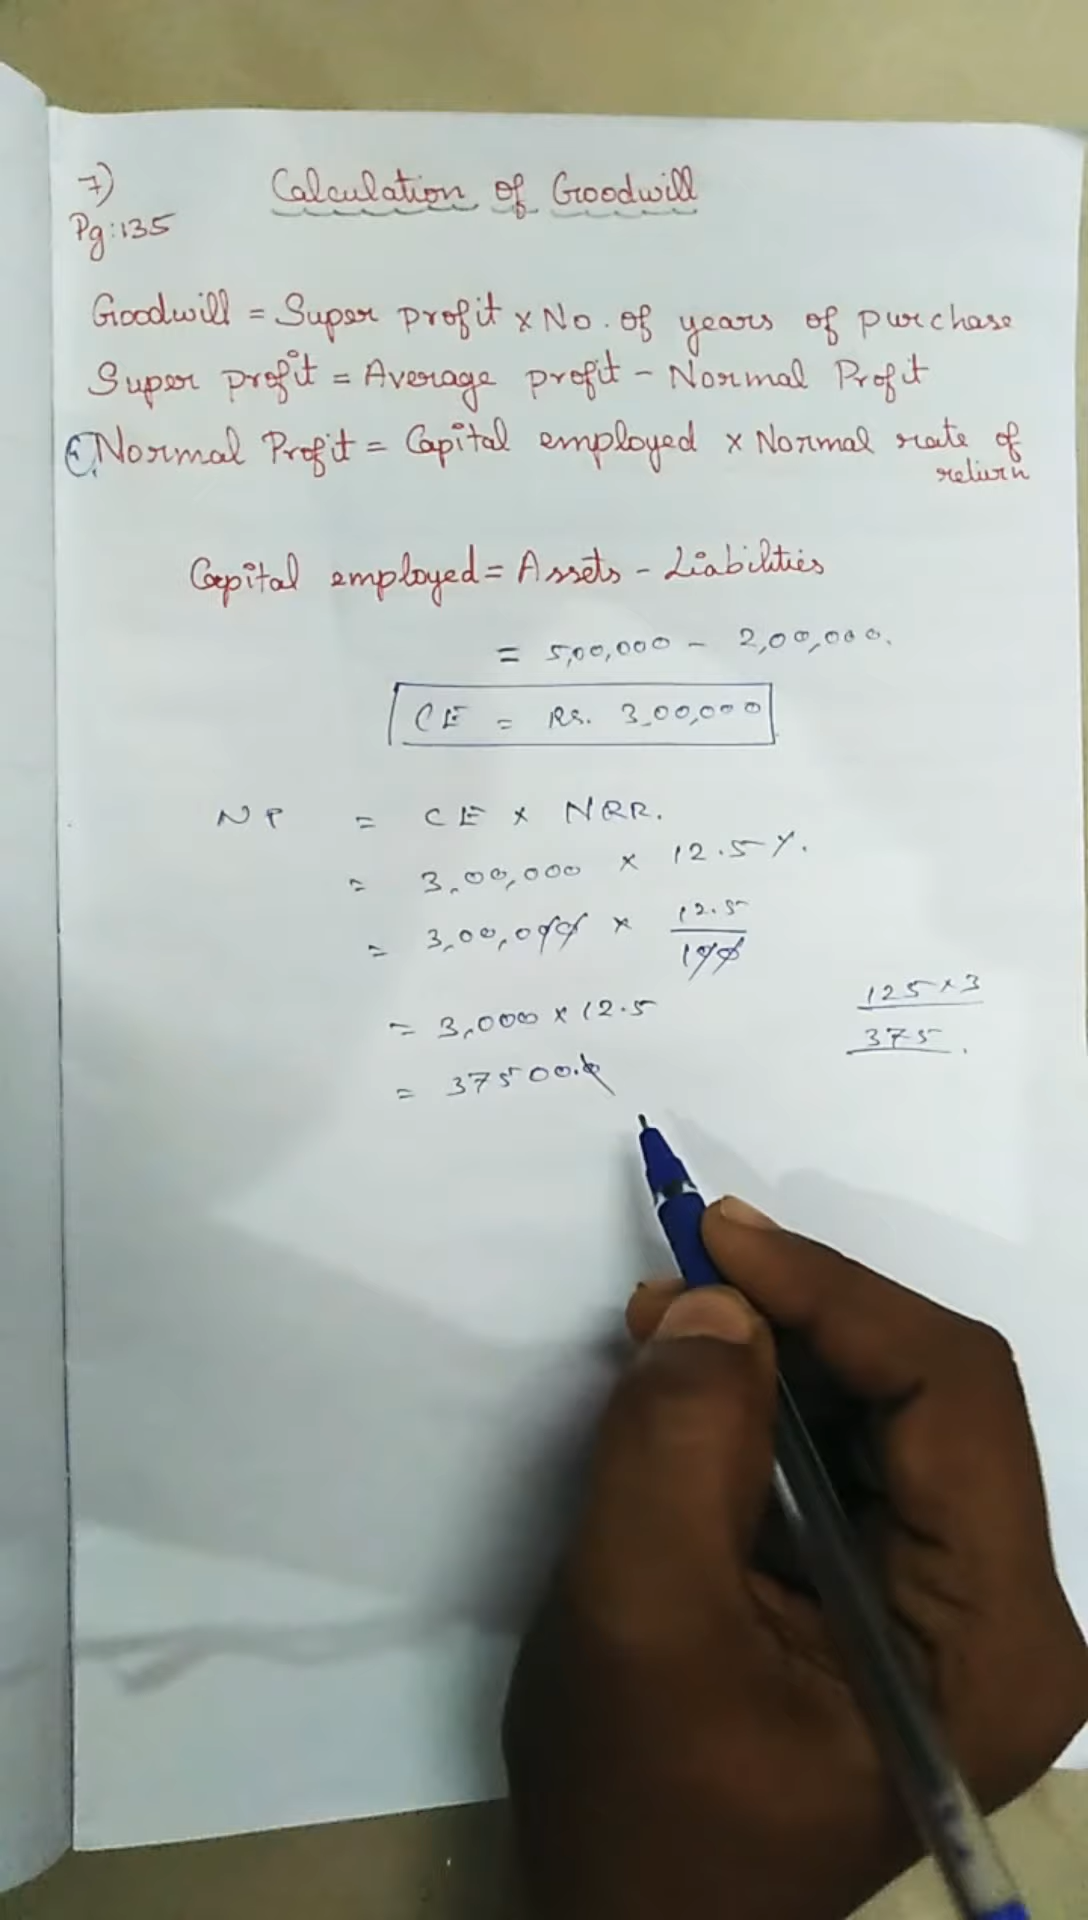 7)
Pg:135
Calculation of Goodwill
Goodwill = Super profit x No. of years of purchase
Super profit = Average profit - Normal Profit
Normal Profit = Capital employed x Normal rate of
return
Capital employed = Assets - Liabilities
= 5,00,000 - 2,00,000.
CE = Rs. 3,00,000
NP = CE x NRR.
= 3,00,000 x 12.5%.
= 3,00,000 x 12.5
100
= 3,000 x 12.5
= 37500.0
125 x 3
375.